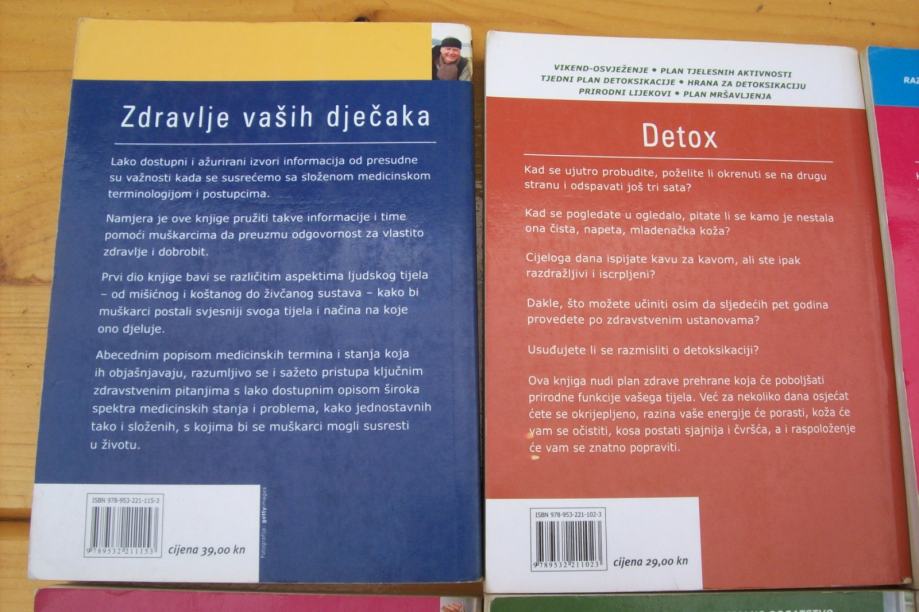 Zdravlje vaših dječaka
Lako dostupni i ažurirani izvori informacija od presudne
su važnosti kada se susrećemo sa složenom medicinskom
terminologijom i postupcima.
Namjera je ove knjige pružiti takve informacije i time
pomoći muškarcima da preuzmu odgovornost za vlastito
zdravlje i dobrobit.
Prvi dio knjige bavi se različitim aspektima ljudskog tijela
– od mišićnog i koštanog do živčanog sustava – kako bi
muškarci postali svjesniji svoga tijela i načina na koje
ono djeluje.
Abecednim popisom medicinskih termina i stanja koja
ih objašnjavaju, razumljivo se i sažeto pristupa ključnim
zdravstvenim pitanjima s lako dostupnim opisom široka
spektra medicinskih stanja i problema, kako jednostavnih
tako i složenih, s kojima bi se muškarci mogli susresti
u životu.
ISBN 978-953-221-115-3
9 789532 211153
cijena 39,00 kn
Fotografija gettyimages
VIKEND-OSVJEŽENJE • PLAN TJELESNIH AKTIVNOSTI
TJEDNI PLAN DETOKSIKACIJE • HRANA ZA DETOKSIKACIJU
PRIRODNI LIJEKOVI • PLAN MRŠAVLJENJA
Detox
Kad se ujutro probudite, poželite li okrenuti se na drugu
stranu i odspavati još tri sata?
Kad se pogledate u ogledalo, pitate li se kamo je nestala
ona čista, napeta, mladenačka koža?
Cijeloga dana ispijate kavu za kavom, ali ste ipak
razdražljivi i iscrpljeni?
Dakle, što možete učiniti osim da sljedećih pet godina
provedete po zdravstvenim ustanovama?
Usuđujete li se razmisliti o detoksikaciji?
Ova knjiga nudi plan zdrave prehrane koja će poboljšati
prirodne funkcije vašega tijela. Već za nekoliko dana osjećat
ćete se okrijepljeno, razina vaše energije će porasti, koža će
vam se očistiti, kosa postati sjajnija i čvršća, a i raspoloženje
će vam se znatno popraviti.
ISBN 978-953-221-102-3
9 789532 211023
cijena 29,00 kn